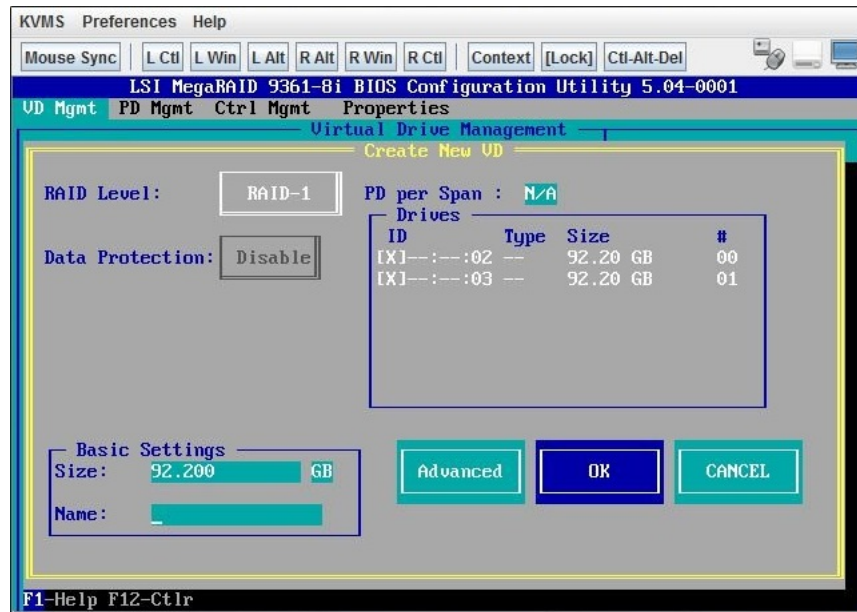 KVMS Preferences Help
Mouse Sync L Ctl L Win L Alt R Alt R Win R Ctl Context [Lock] Ctl-Alt-Del
LSI MegaRAID 9361-8i BIOS Configuration Utility 5.04-0001
VD Mgmt PD Mgmt Ctrl Mgmt Properties
Virtual Drive Management
Create New VD
RAID Level: RAID-1 PD per Span : N/A
Drives
ID Type Size #
Data Protection: Disable [X]--:--:02 -- 92.20 GB 00
[X]--:--:03 -- 92.20 GB 01
Basic Settings
Size: 92.200 GB Advanced OK CANCEL
Name: _
F1-Help F12-Ctlr